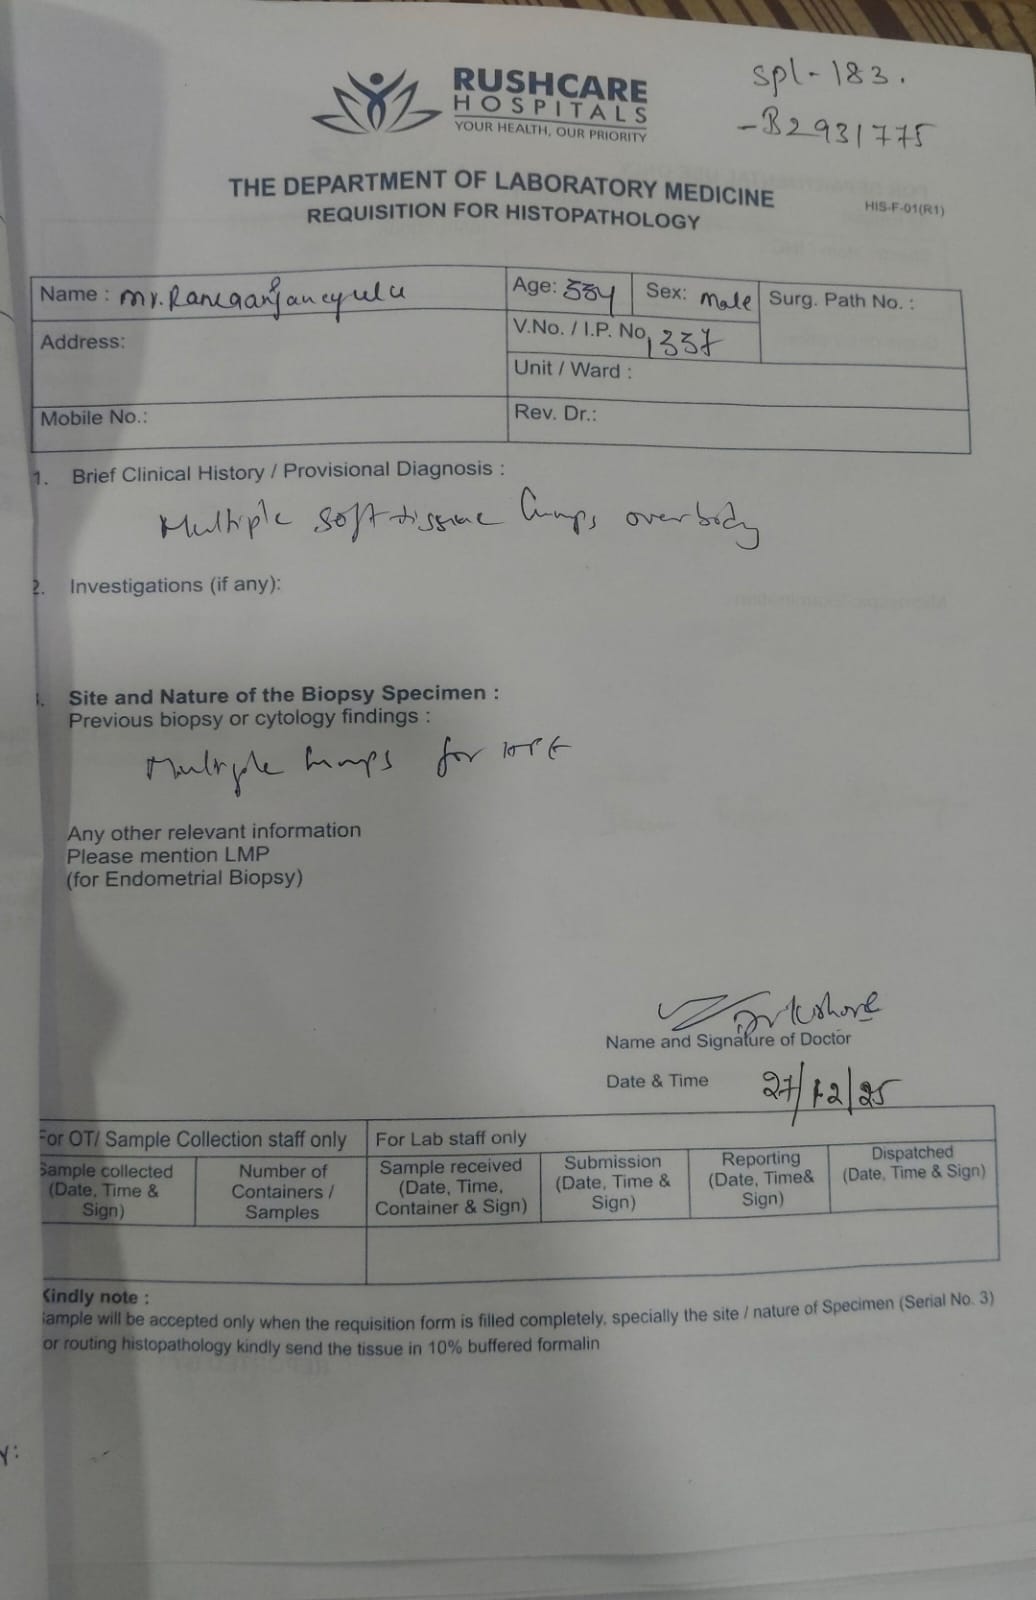 RUSHCARE
HOSPITALS
YOUR HEALTH, OUR PRIORITY
spl-183.
-B2931775
THE DEPARTMENT OF LABORATORY MEDICINE
REQUISITION FOR HISTOPATHOLOGY
HIS-F-01(R1)
Name : Mr.
Age: 55y Sex: Male Surg. Path No. :
Address:
V.No. / I.P. No. 1337
Unit / Ward :
Mobile No.:
Rev. Dr.:
1. Brief Clinical History / Provisional Diagnosis :
Multiple soft tissue lumps over body
2. Investigations (if any):
Site and Nature of the Biopsy Specimen :
Previous biopsy or cytology findings :
Multiple lumps for HPE
Any other relevant information
Please mention LMP
(for Endometrial Biopsy)
Dr Kishore
Name and Signature of Doctor
Date & Time 27/12/25
For OT/ Sample Collection staff only For Lab staff only
Sample collected (Date, Time & Sign)
Number of Containers / Samples
Sample received (Date, Time, Container & Sign)
Submission (Date, Time & Sign)
Reporting (Date, Time& Sign)
Dispatched (Date, Time & Sign)
Kindly note :
Sample will be accepted only when the requisition form is filled completely, specially the site / nature of Specimen (Serial No. 3)
or routing histopathology kindly send the tissue in 10% buffered formalin
Y: